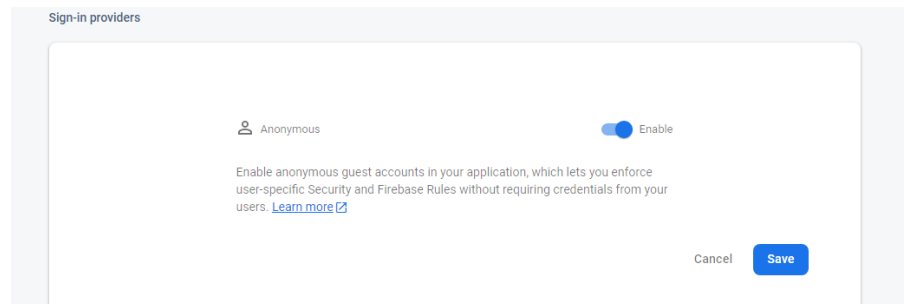 Sign-in providers
Anonymous
Enable
Enable anonymous guest accounts in your application, which lets you enforce
user-specific Security and Firebase Rules without requiring credentials from your
users. Learn more
Cancel
Save